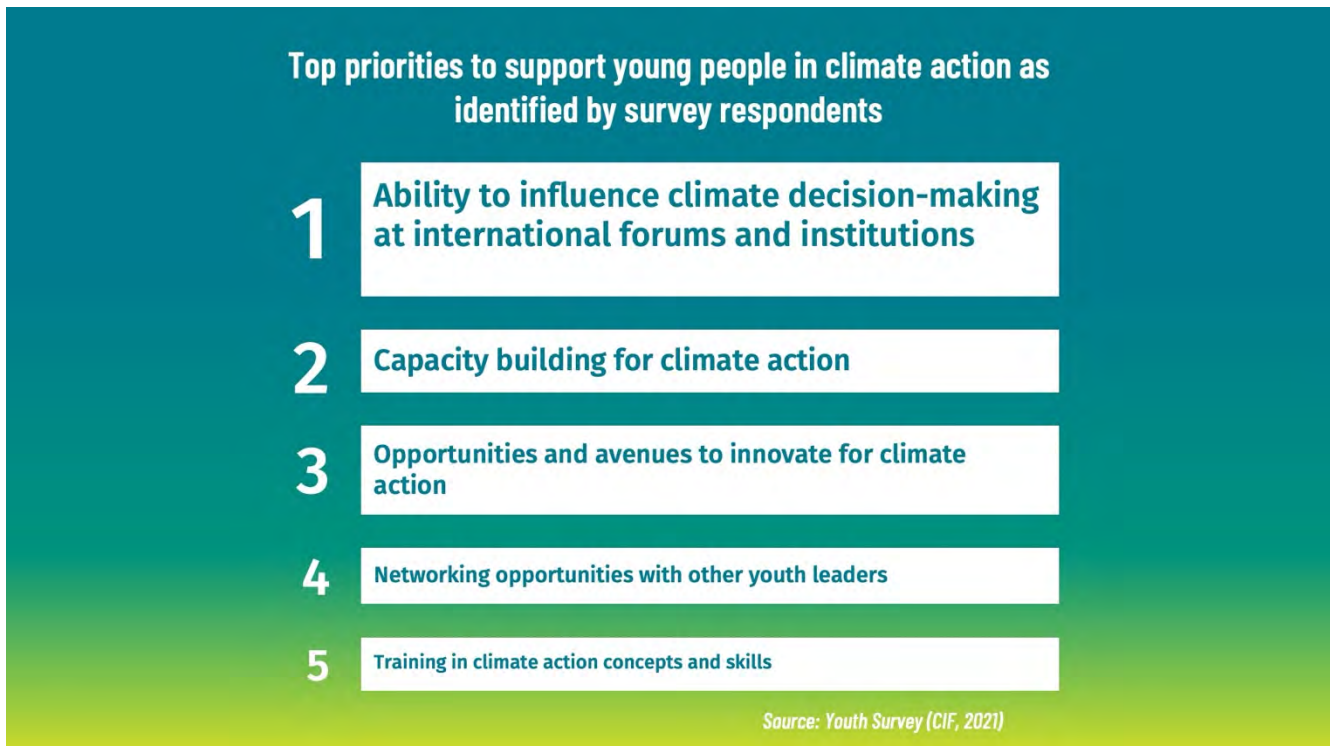 Top priorities to support young people in climate action as
identified by survey respondents
1
Ability to influence climate decision-making
at international forums and institutions
2
Capacity building for climate action
3
Opportunities and avenues to innovate for climate
action
4
Networking opportunities with other youth leaders
5
Training in climate action concepts and skills
Source: Youth Survey (CIF, 2021)